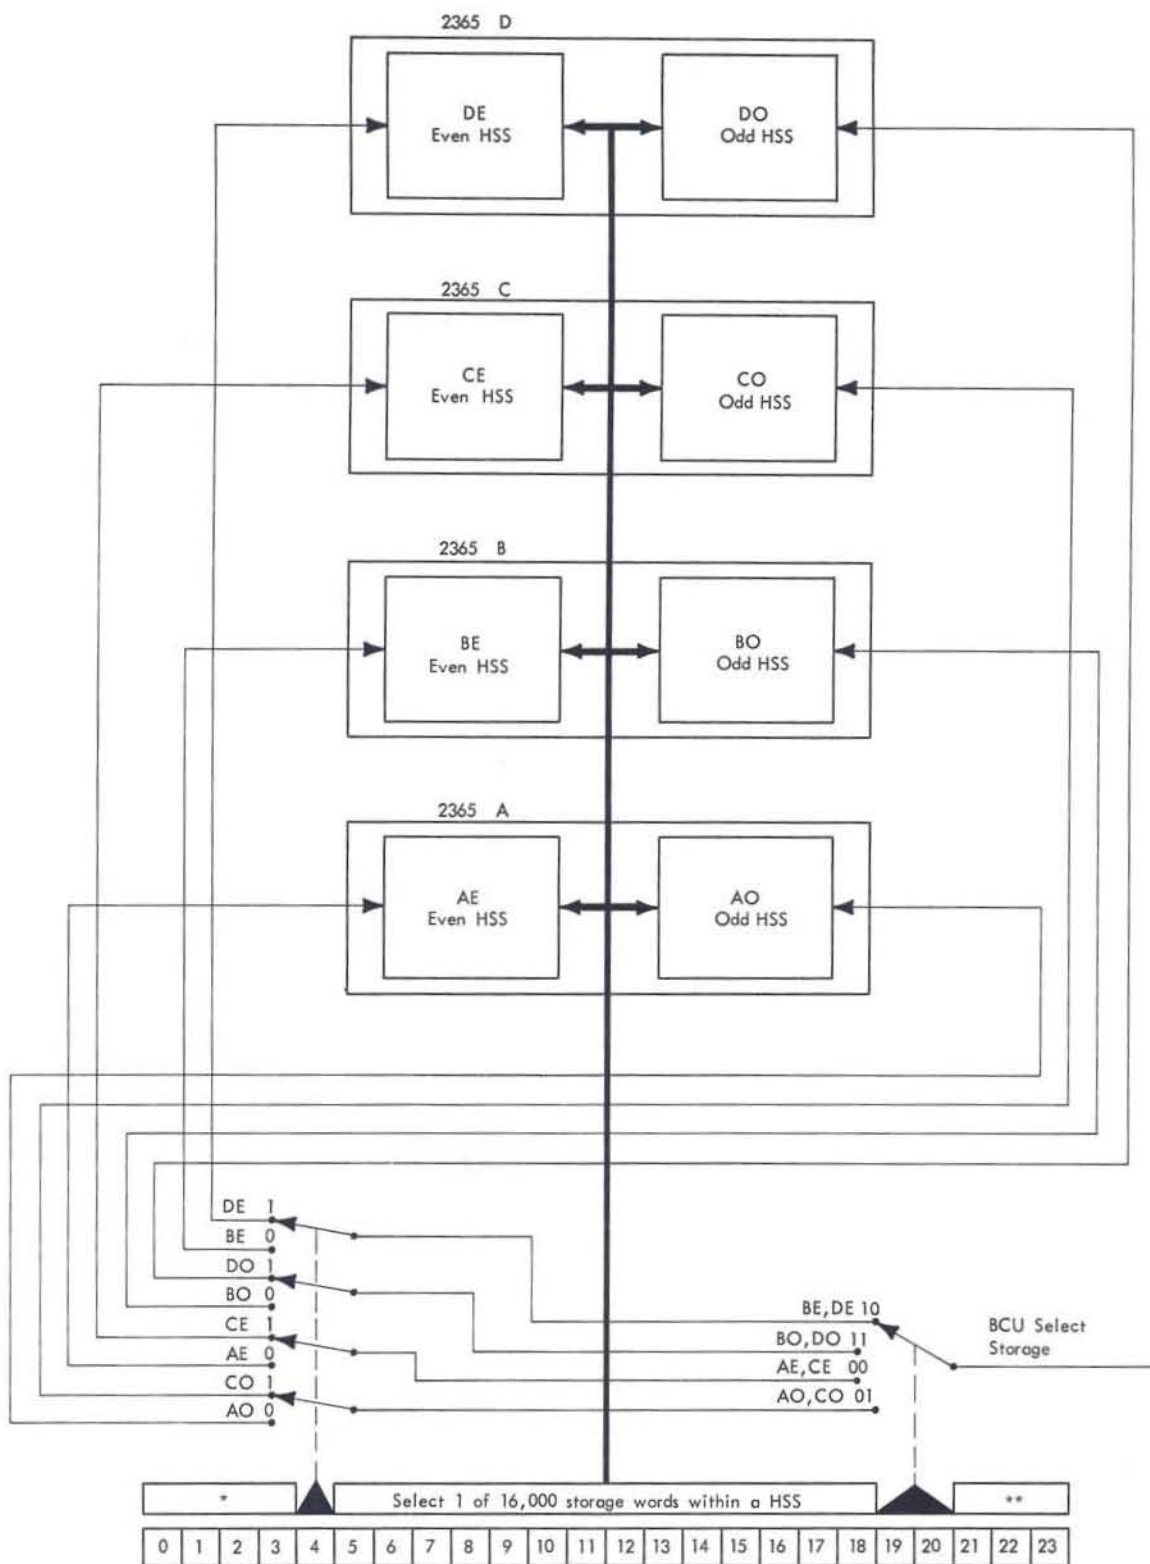 2365 D
DE
Even HSS
DO
Odd HSS
2365 C
CE
Even HSS
CO
Odd HSS
2365 B
BE
Even HSS
BO
Odd HSS
2365 A
AE
Even HSS
AO
Odd HSS
DE 1
BE 0
DO 1
BO 0
CE 1
AE 0
CO 1
AO 0
BE,DE 10
BO,DO 11
AE,CE 00
AO,CO 01
BCU Select
Storage
*
Select 1 of 16,000 storage words within a HSS
**
0 1 2 3 4 5 6 7 8 9 10 11 12 13 14 15 16 17 18 19 20 21 22 23